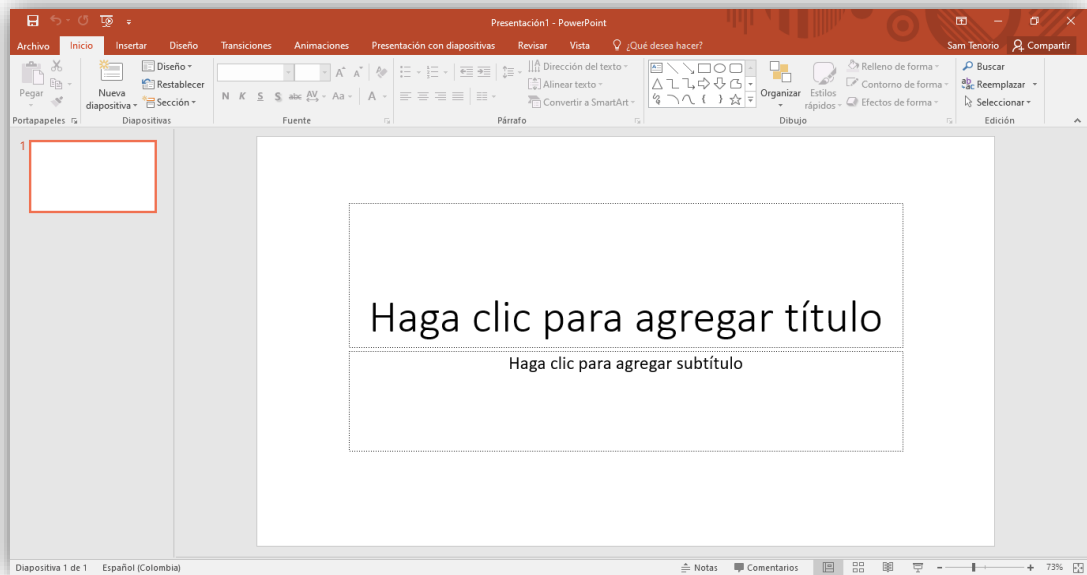 Presentación1 - PowerPoint
Archivo Inicio Insertar Diseño Transiciones Animaciones Presentación con diapositivas Revisar Vista ¿Qué desea hacer? Sam Tenorio Compartir
Pegar
Portapapeles
Nueva diapositiva
Diseño
Restablecer
Sección
Diapositivas
N K S S abc AV Aa A
Fuente
Dirección del texto
Alinear texto
Convertir a SmartArt
Párrafo
Organizar
Estilos rápidos
Relleno de forma
Contorno de forma
Efectos de forma
Dibujo
Buscar
Reemplazar
Seleccionar
Edición
1
Haga clic para agregar título
Haga clic para agregar subtítulo
Diapositiva 1 de 1 Español (Colombia) Notas Comentarios 73%